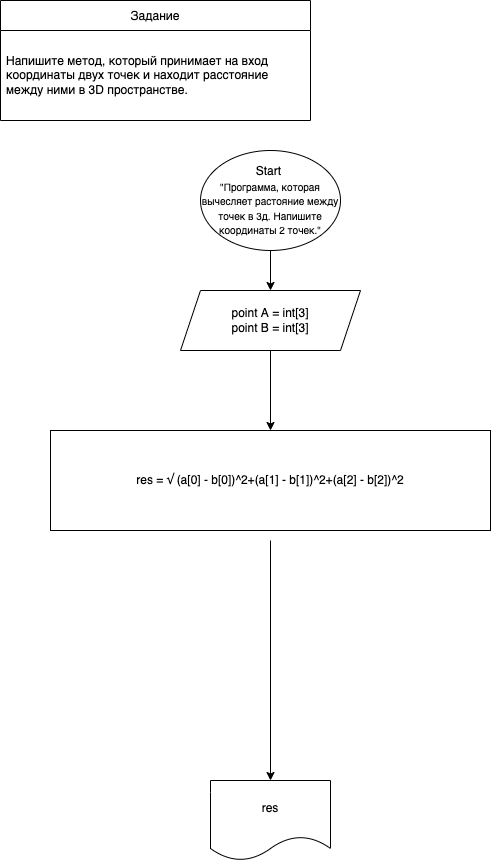 Задание
Напишите метод, который принимает на вход
координаты двух точек и находит расстояние
между ними в 3D пространстве.
Start
"Программа, которая
вычесляет растояние между
точек в 3д. Напишите
координаты 2 точек."
point A = int[3]
point B = int[3]
res = √ (a[0] - b[0])^2+(a[1] - b[1])^2+(a[2] - b[2])^2
res